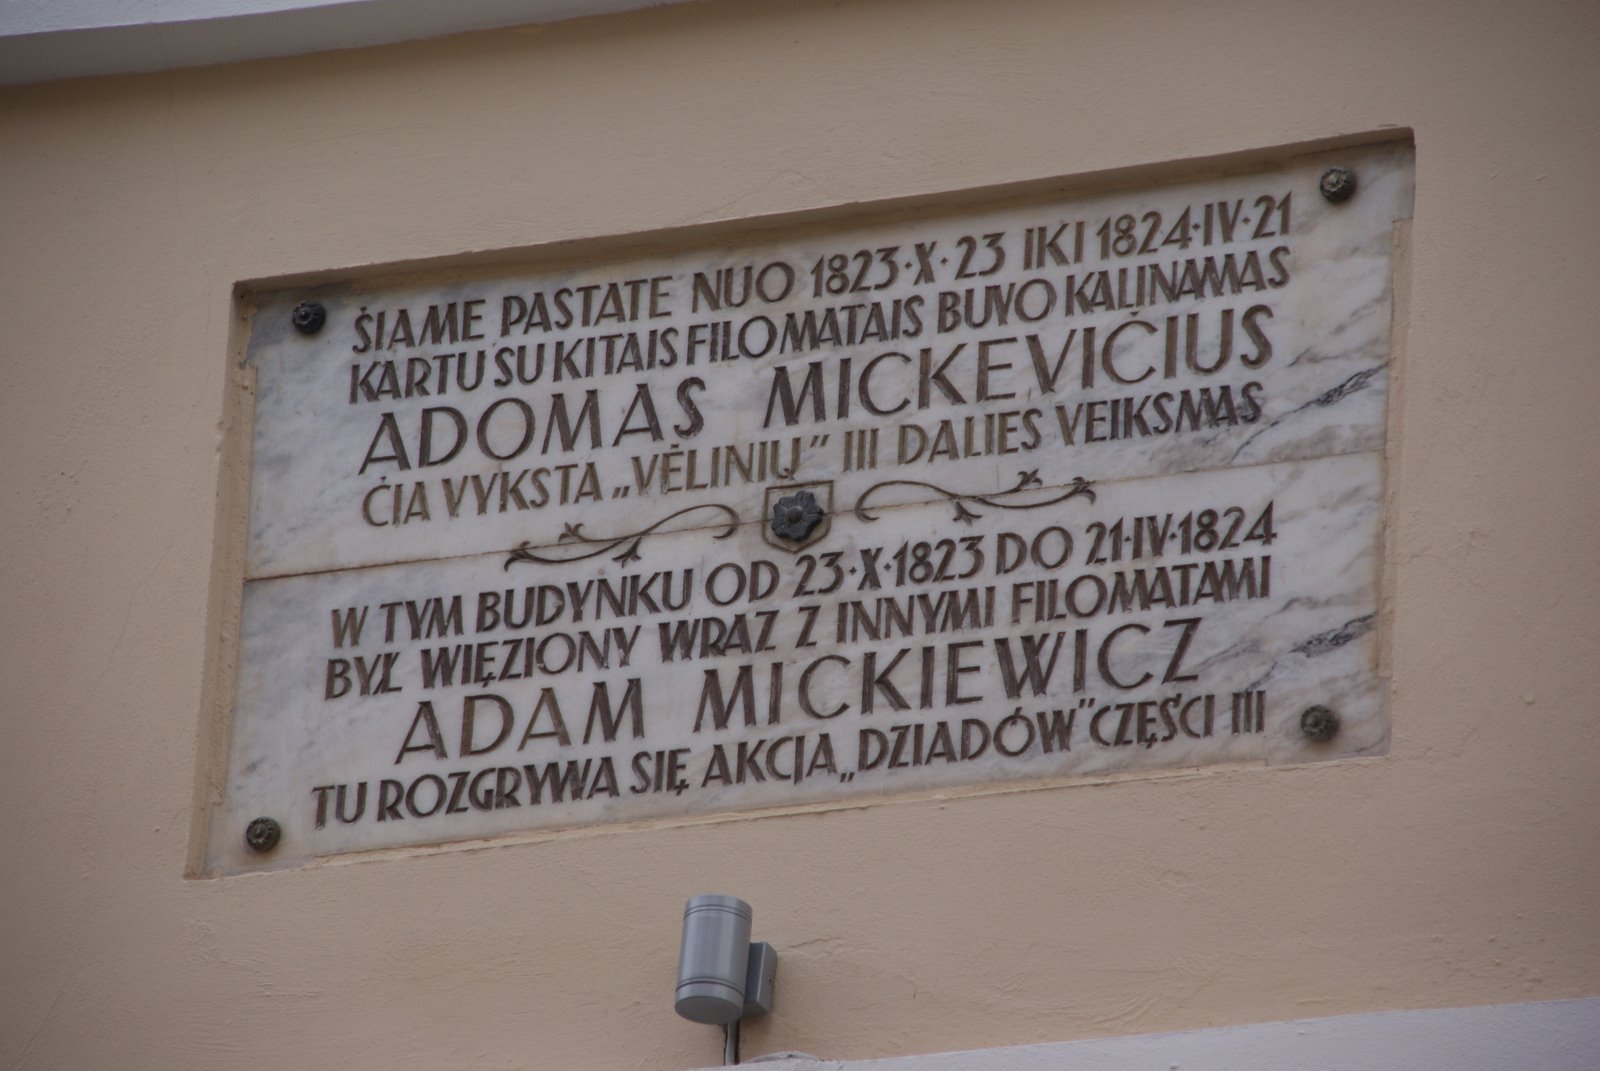 ŠIAME PASTATE NUO 1823·X·23 IKI 1824·IV·21
KARTU SU KITAIS FILOMATAIS BUVO KALINAMAS
ADOMAS MICKEVIČIUS
ČIA VYKSTA „VĖLINIŲ” III DALIES VEIKSMAS
W TYM BUDYNKU OD 23·X·1823 DO 21·IV·1824
BYŁ WIĘZIONY WRAZ Z INNYMI FILOMATAMI
ADAM MICKIEWICZ
TU ROZGRYWA SIĘ AKCJA „DZIADÓW” CZĘŚCI III